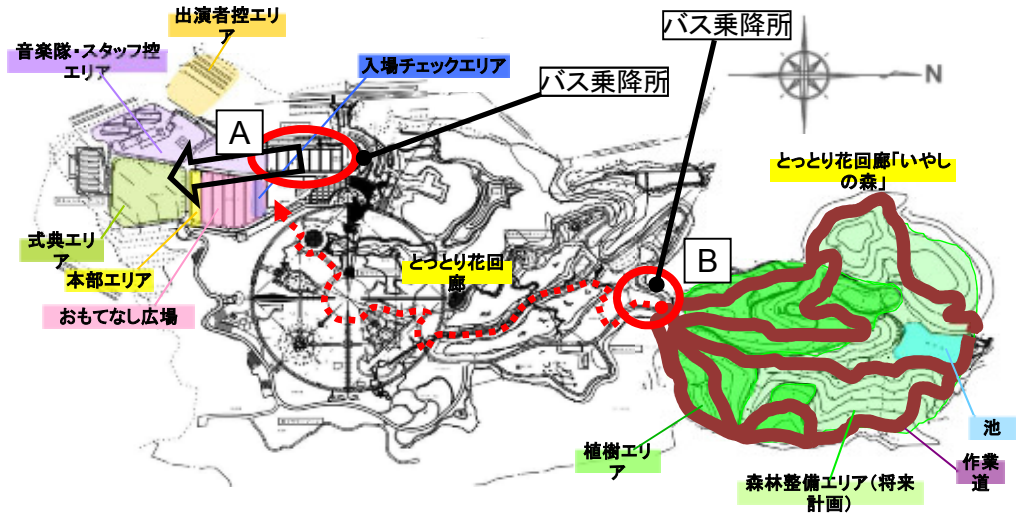 出演者控エリ
ア
音楽隊・スタッフ控
エリア
入場チェックエリア
バス乗降所
バス乗降所
N
A
とっとり花回廊「いやし
の森」
式典エリ
ア
本部エリア
おもてなし広場
とっとり花回
廊
B
植樹エリ
ア
森林整備エリア(将来
計画)
池
作業
道